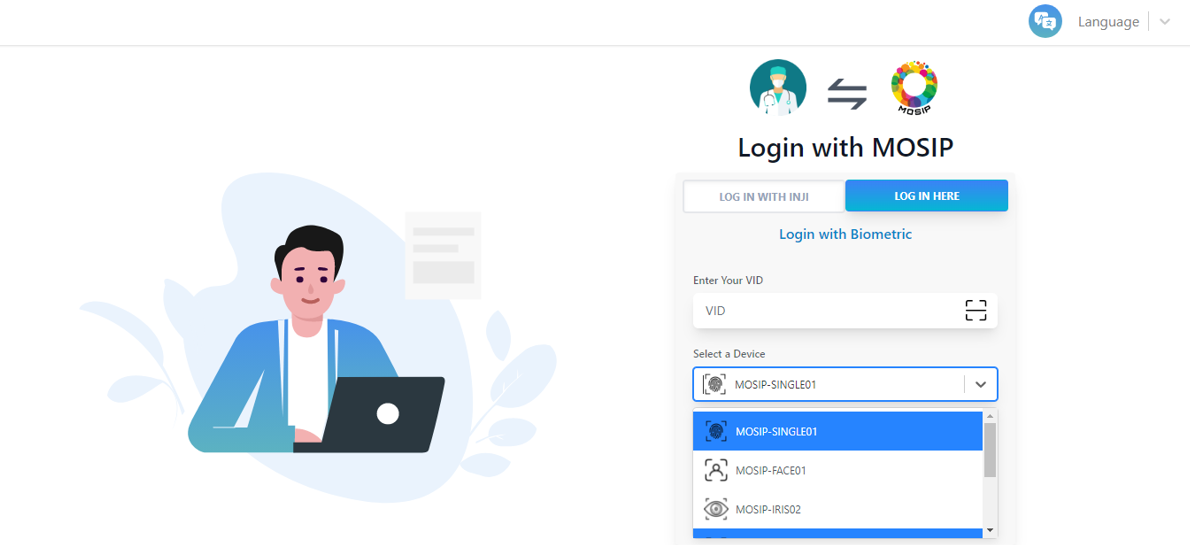 Language
MOSIP
Login with MOSIP
LOG IN WITH INJI
LOG IN HERE
Login with Biometric
Enter Your VID
VID
Select a Device
MOSIP-SINGLE01
MOSIP-SINGLE01
MOSIP-FACE01
MOSIP-IRIS02